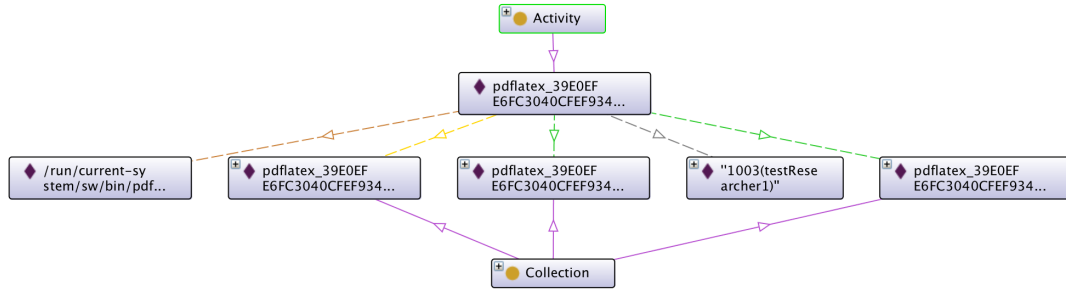 Activity
pdflatex_39E0EF
E6FC3040CFEF934...
/run/current-sy
stem/sw/bin/pdf...
pdflatex_39E0EF
E6FC3040CFEF934...
pdflatex_39E0EF
E6FC3040CFEF934...
"1003(testRese
archer1)"
pdflatex_39E0EF
E6FC3040CFEF934...
Collection